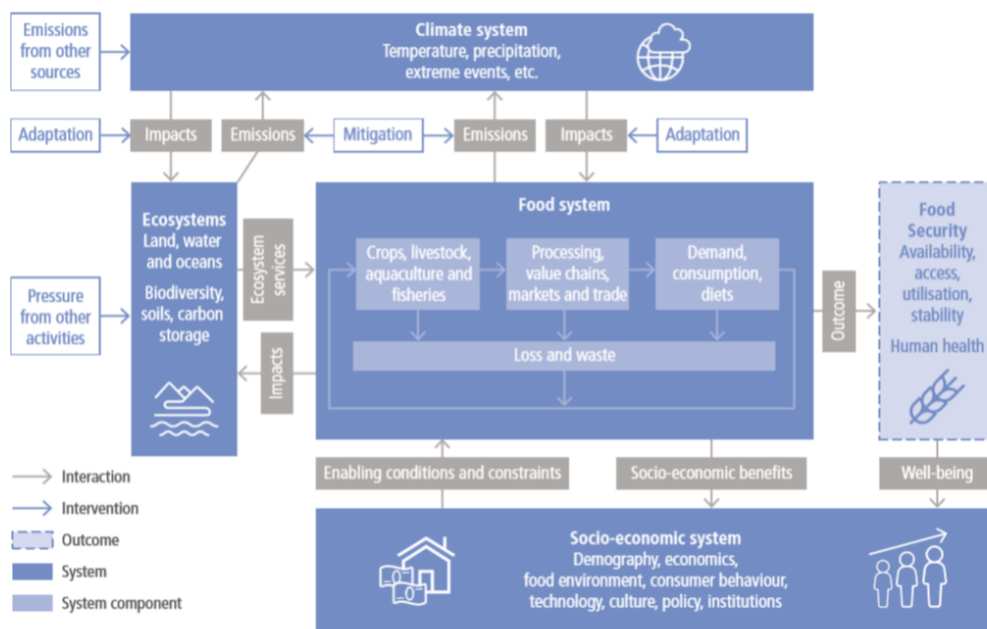 Emissions
from other
sources
Climate system
Temperature, precipitation,
extreme events, etc.
Adaptation
Impacts
Emissions
Mitigation
Emissions
Impacts
Adaptation
Ecosystems
Land, water
and oceans
Biodiversity,
soils, carbon
storage
Pressure
from other
activities
Ecosystem
services
Impacts
Food system
Crops, livestock,
aquaculture and
fisheries
Processing,
value chains,
markets and trade
Demand,
consumption,
diets
Loss and waste
Outcome
Food
Security
Availability,
access,
utilisation,
stability
Human health
Enabling conditions and constraints
Socio-economic benefits
Well-being
Socio-economic system
Demography, economics,
food environment, consumer behaviour,
technology, culture, policy, institutions
Interaction
Intervention
Outcome
System
System component